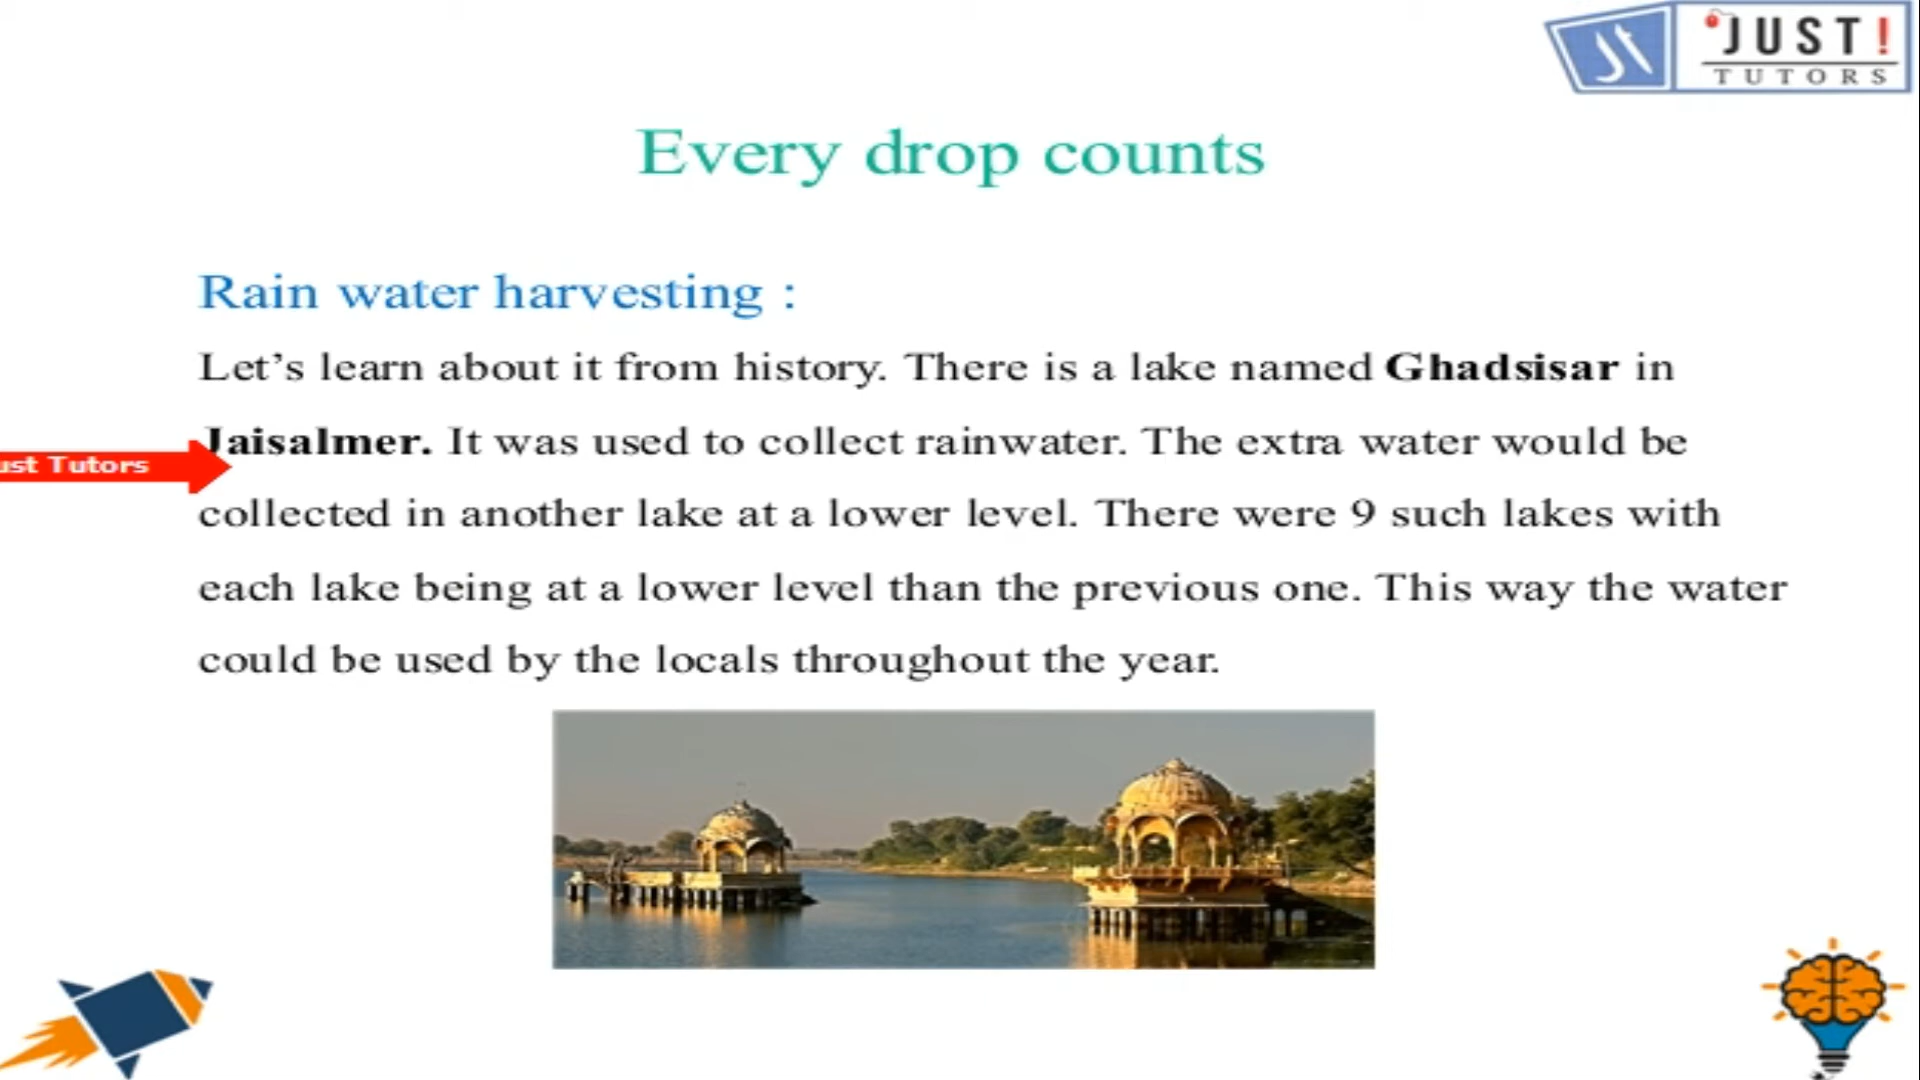 JUST!
TUTORS
Every drop counts
Rain water harvesting :
Let’s learn about it from history. There is a lake named Ghadsisar in
Jaisalmer. It was used to collect rainwater. The extra water would be
ust Tutors
collected in another lake at a lower level. There were 9 such lakes with
each lake being at a lower level than the previous one. This way the water
could be used by the locals throughout the year.